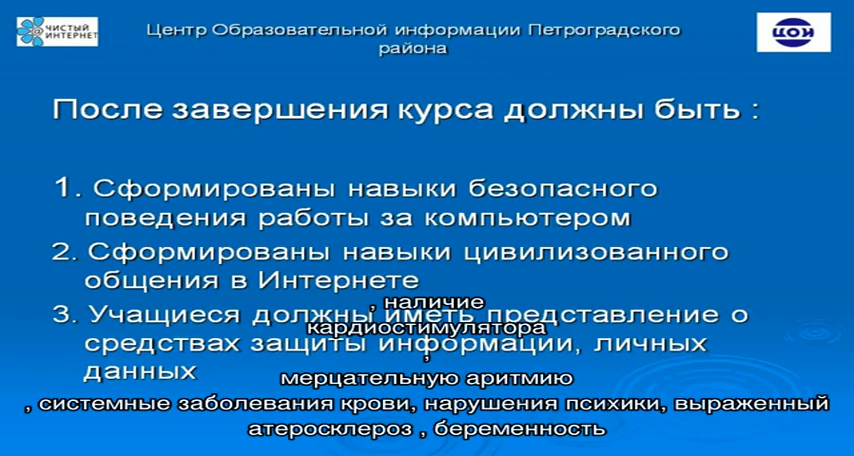 ЧИСТЫЙ
ИНТЕРНЕТ
Центр Образовательной информации Петроградского
района
ЦОИ
После завершения курса должны быть :
1. Сформированы навыки безопасного
поведения работы за компьютером
2. Сформированы навыки цивилизованного
общения в Интернете
3. Учащиеся должны иметь представление о
средствах защиты информации, личных
данных
, наличие
кардиостимулятора
,
мерцательную аритмию
, системные заболевания крови, нарушения психики, выраженный
атеросклероз , беременность